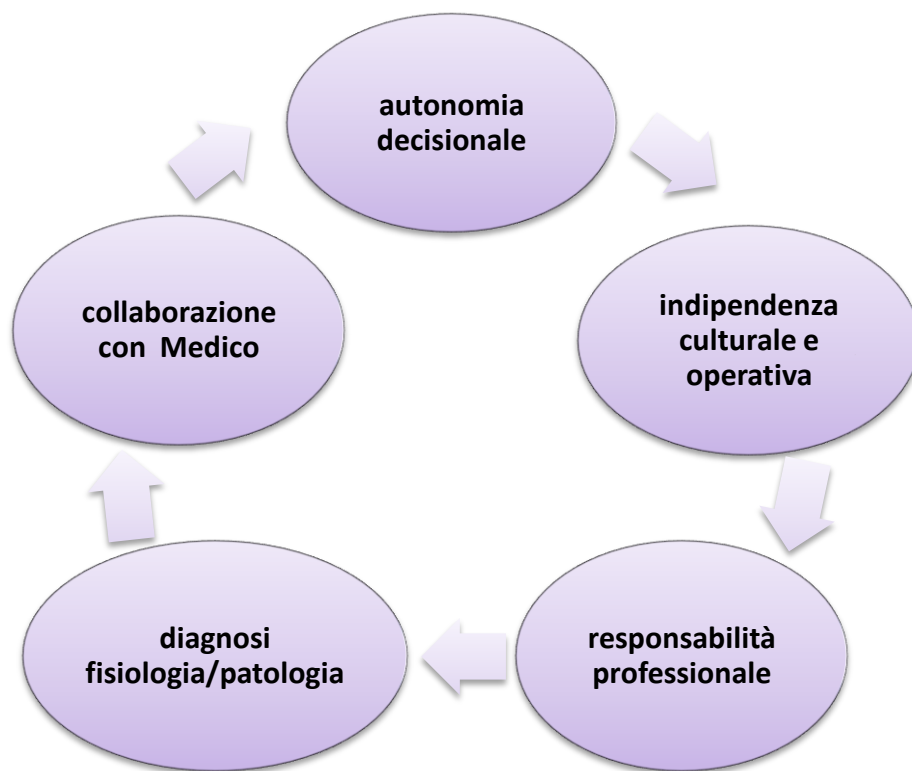 autonomia
decisionale
indipendenza
culturale e
operativa
responsabilità
professionale
diagnosi
fisiologia/patologia
collaborazione
con  Medico